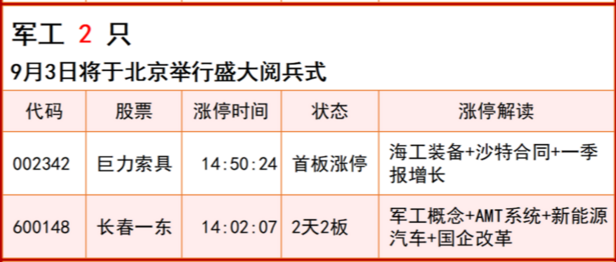 军工 2 只
9月3日将于北京举行盛大阅兵式
代码 股票 涨停时间 状态 涨停解读
002342 巨力索具 14:50:24 首板涨停 海工装备+沙特合同+一季
报增长
600148 长春一东 14:02:07 2天2板 军工概念+AMT系统+新能源
汽车+国企改革